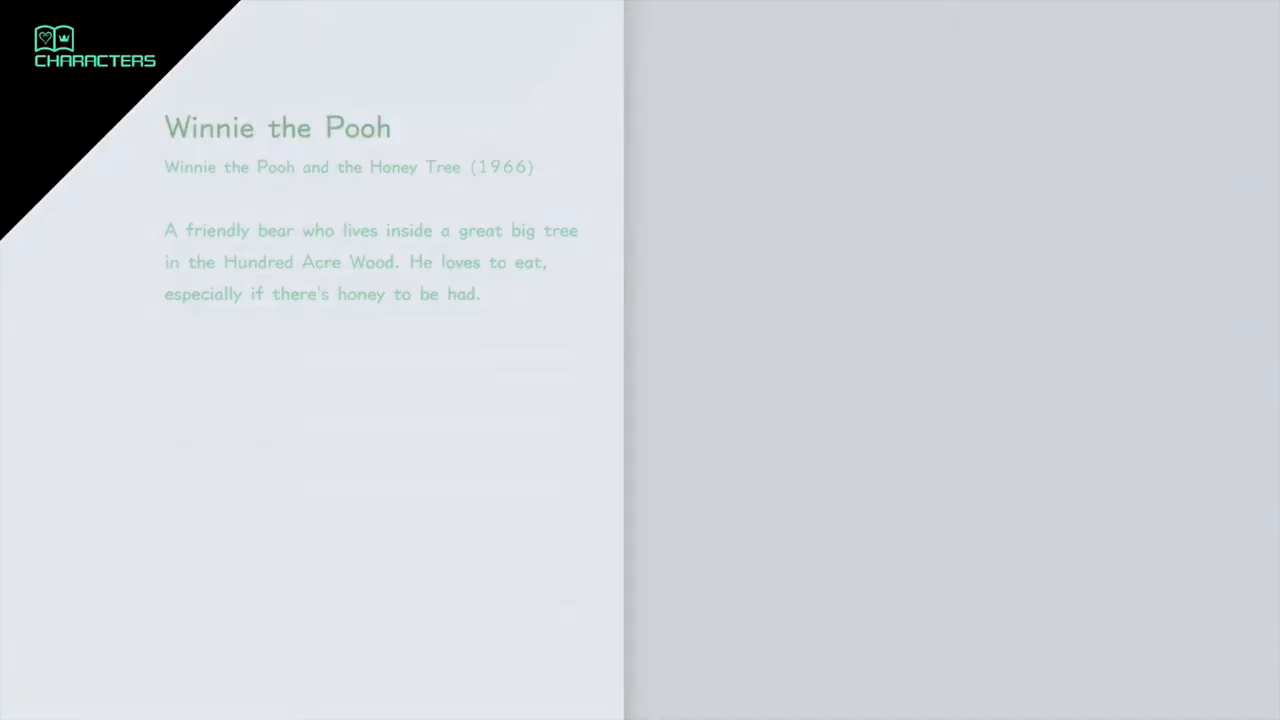 CHARACTERS
Winnie the Pooh
Winnie the Pooh and the Honey Tree (1966)
A friendly bear who lives inside a great big tree
in the Hundred Acre Wood. He loves to eat,
especially if there's honey to be had.